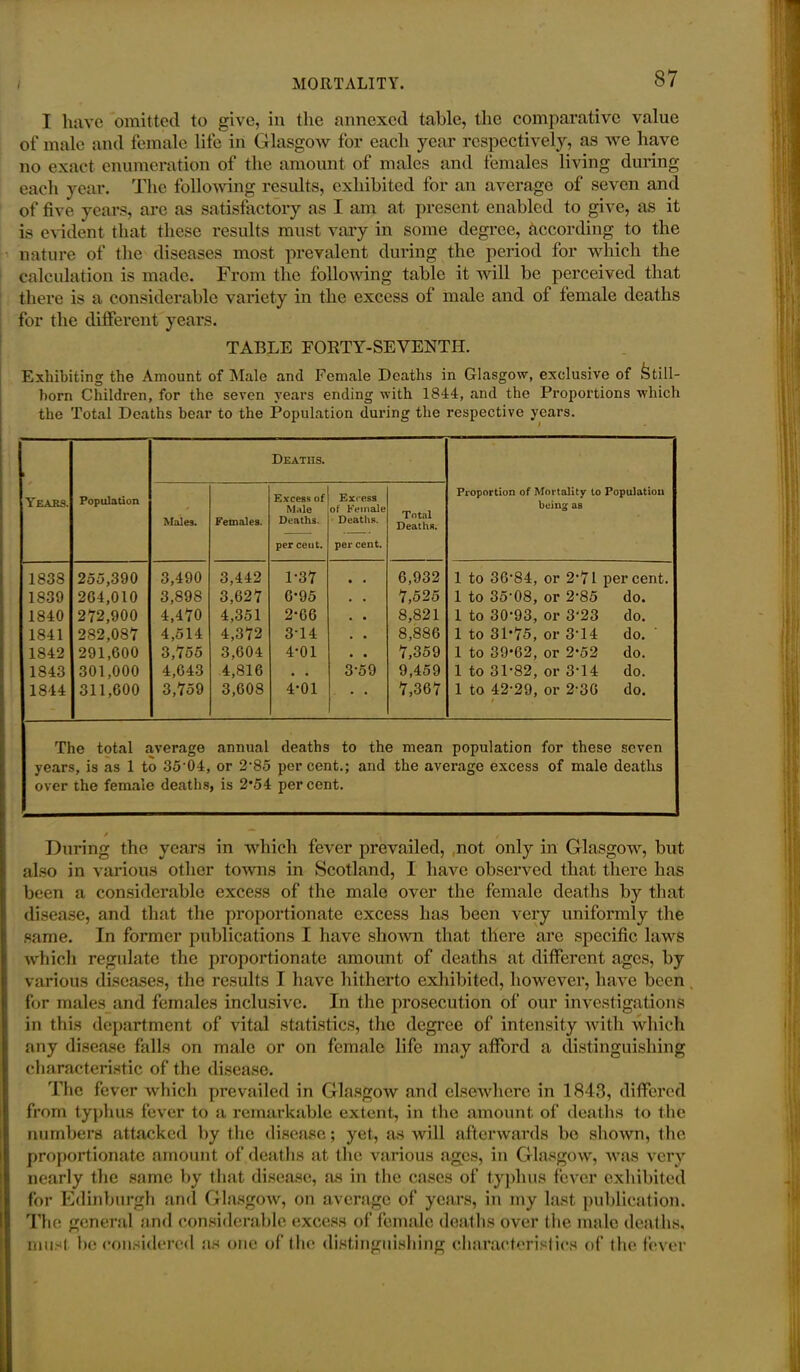 MORTALITY. 87
I have omitted to give, in the annexed table, the comparative value
of male and female life in Glasgow for each year respectively, as we have
no exact enumeration of the amount of males and females living during
each year. The following results, exhibited for an average of seven and
of five years, are as satisfactory as I am at present enabled to give, as it
is evident that these results must vary in some degree, according to the
nature of the diseases most prevalent during the period for which the
calculation is made. From the following table it will be perceived that
there is a considerable variety in the excess of male and of female deaths
for the different years.
TABLE FORTY-SEVENTH.
Exhibiting the Amount of Male and Female Deaths in Glasgow, exclusive of Still-
born Children, for the seven years ending with 1844, and the Proportions which
the Total Deaths bear to the Population during the respective years.
Years. Population Deaths. Proportion of Mortality to Population being as
Males. Females. Excess of Male Deaths. per cent. Excess of Female Deaths. per cent. Total Deaths.
1838 255,390 3,490 3,442 1·37 . . 6,932 1 to 36·84, or 2·71 per cent.
1839 264,010 3,898 3,627 6·95 . . 7,525 1 to 35·08, or 2·85 do.
1840 272,900 4,470 4,351 2·66 . . 8,821 1 to 30·93, or 3·23 do.
1841 282,087 4,514 4,372 3·14 . . 8,886 1 to 31·75, or 3·14 do.
1842 291,600 3,755 3,604 4·01 . . 7,359 1 to 39·62, or 2·52 do.
1843 301,000 4,643 4,816 . . 3·59 9,459 1 to 31·82, or 3·14 do.
1844 311,600 3,759 3,608 4·01 . . 7,367 1 to 42·29, or 2·36 do.
The total average annual deaths to the mean population for these seven
years, is as 1 to 35·04, or 2·85 per cent.; and the average excess of male deaths
over the female deaths, is 2·54 per cent.
During the years in which fever prevailed, not only in Glasgow, but
also in various other towns in Scotland, I have observed that there has
been a considerable excess of the male over the female deaths by that
disease, and that the proportionate excess has been very uniformly the
same. In former publications I have shown that there are specific laws
which regulate the proportionate amount of deaths at different ages, by
various diseases, the results I have hitherto exhibited, however, have been
for males and females inclusive. In the prosecution of our investigations
in this department of vital statistics, the degree of intensity with which
any disease falls on male or on female life may afford a distinguishing
characteristic of the disease.
The fever which prevailed in Glasgow and elsewhere in 1843, differed
from typhus fever to a remarkable extent, in the amount of deaths to the
numbers attacked by the disease; yet, as will afterwards be shown, the
proportionate amount of deaths at the various ages, in Glasgow, was very
nearly the same by that disease, as in the cases of typhus fever exhibited
for Edinburgh and Glasgow, on average of years, in my last publication.
The general and considerable excess of female deaths over the male deaths,
must be considered as one of the distinguishing characteristics of the fever